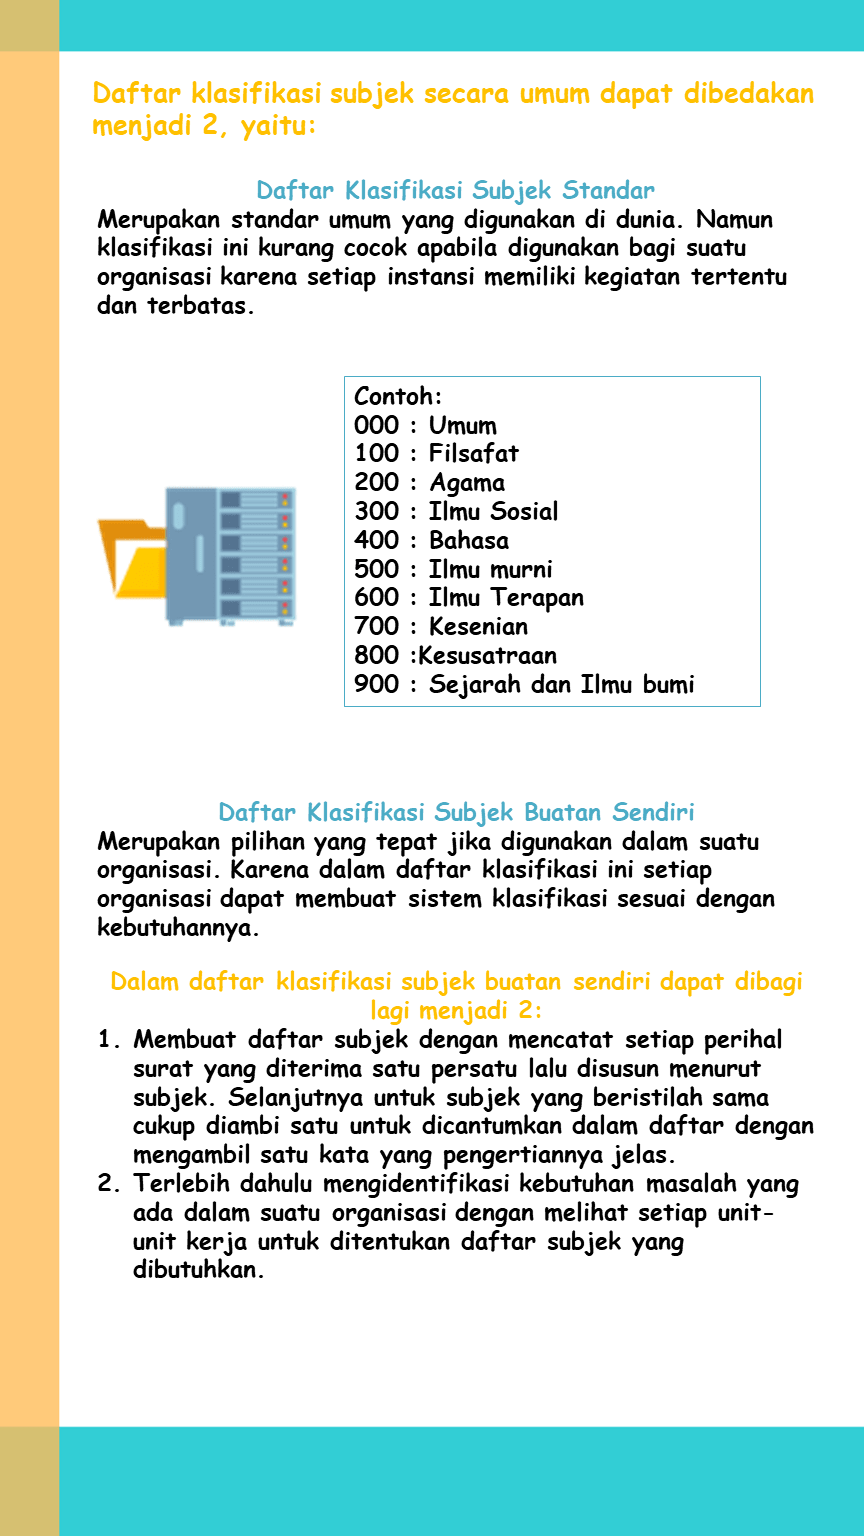 Daftar klasifikasi subjek secara umum dapat dibedakan
menjadi 2, yaitu:
Daftar Klasifikasi Subjek Standar
Merupakan standar umum yang digunakan di dunia. Namun
klasifikasi ini kurang cocok apabila digunakan bagi suatu
organisasi karena setiap instansi memiliki kegiatan tertentu
dan terbatas.
Contoh:
000 : Umum
100 : Filsafat
200 : Agama
300 : Ilmu Sosial
400 : Bahasa
500 : Ilmu murni
600 : Ilmu Terapan
700 : Kesenian
800 :Kesusatraan
900 : Sejarah dan Ilmu bumi
Daftar Klasifikasi Subjek Buatan Sendiri
Merupakan pilihan yang tepat jika digunakan dalam suatu
organisasi. Karena dalam daftar klasifikasi ini setiap
organisasi dapat membuat sistem klasifikasi sesuai dengan
kebutuhannya.
Dalam daftar klasifikasi subjek buatan sendiri dapat dibagi
lagi menjadi 2:
1. Membuat daftar subjek dengan mencatat setiap perihal
surat yang diterima satu persatu lalu disusun menurut
subjek. Selanjutnya untuk subjek yang beristilah sama
cukup diambi satu untuk dicantumkan dalam daftar dengan
mengambil satu kata yang pengertiannya jelas.
2. Terlebih dahulu mengidentifikasi kebutuhan masalah yang
ada dalam suatu organisasi dengan melihat setiap unit-
unit kerja untuk ditentukan daftar subjek yang
dibutuhkan.